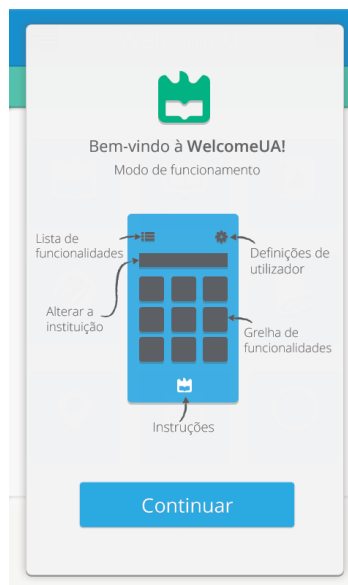 Bem-vindo à WelcomeUA!
Modo de funcionamento
Lista de
funcionalidades
Definições de
utilizador
Alterar a
instituição
Grelha de
funcionalidades
Instruções
Continuar